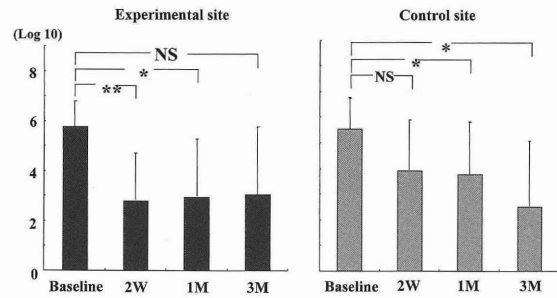 Experimental site
Control site
(Log 10)
NS
*
**
*
*
NS
8
6
4
2
0
Baseline 2W 1M 3M
Baseline 2W 1M 3M